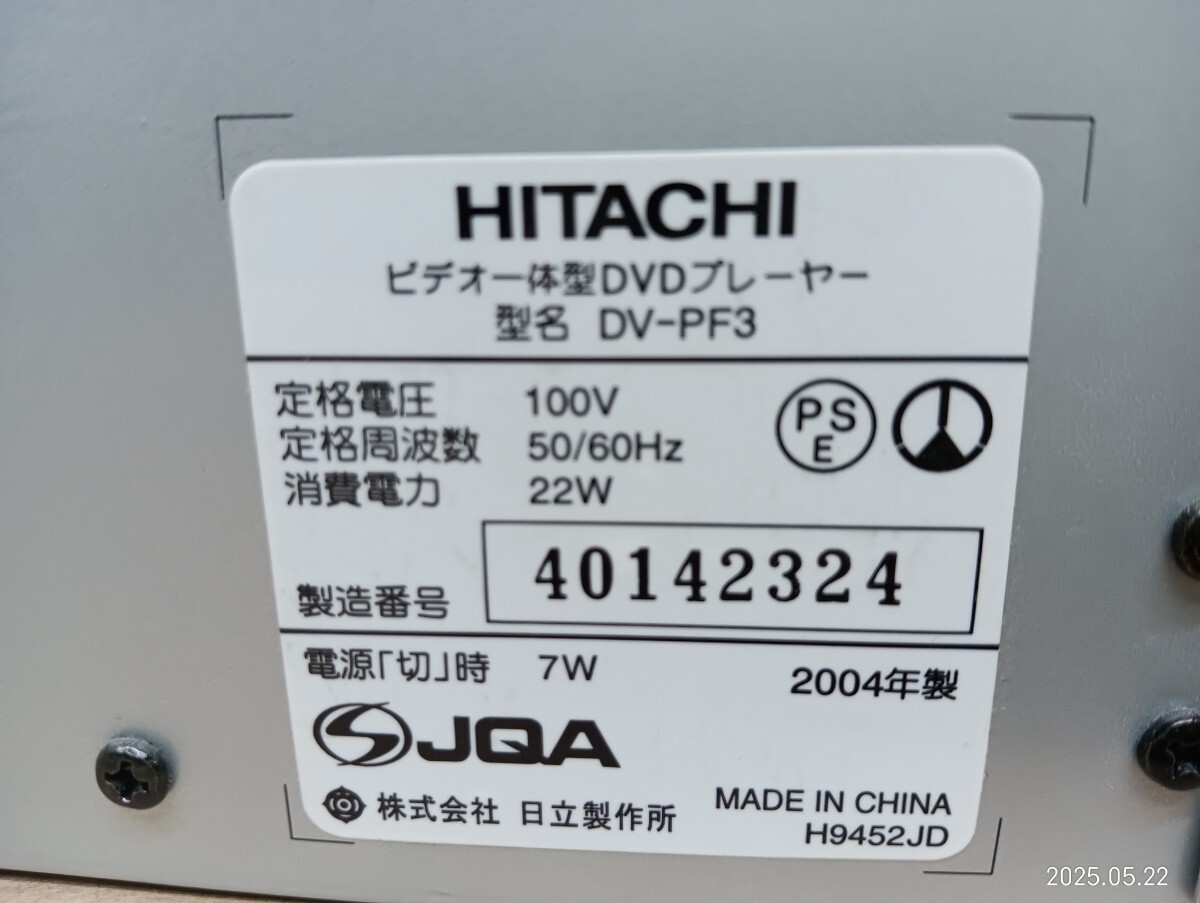 HITACHI
ビデオ一体型DVDプレーヤー
型名 DV-PF3
定格電圧 100V
定格周波数 50/60Hz
消費電力 22W
PS
E
製造番号 40142324
電源「切」時 7W
2004年製
JQA
株式会社 日立製作所
MADE IN CHINA
H9452JD
2025.05.22